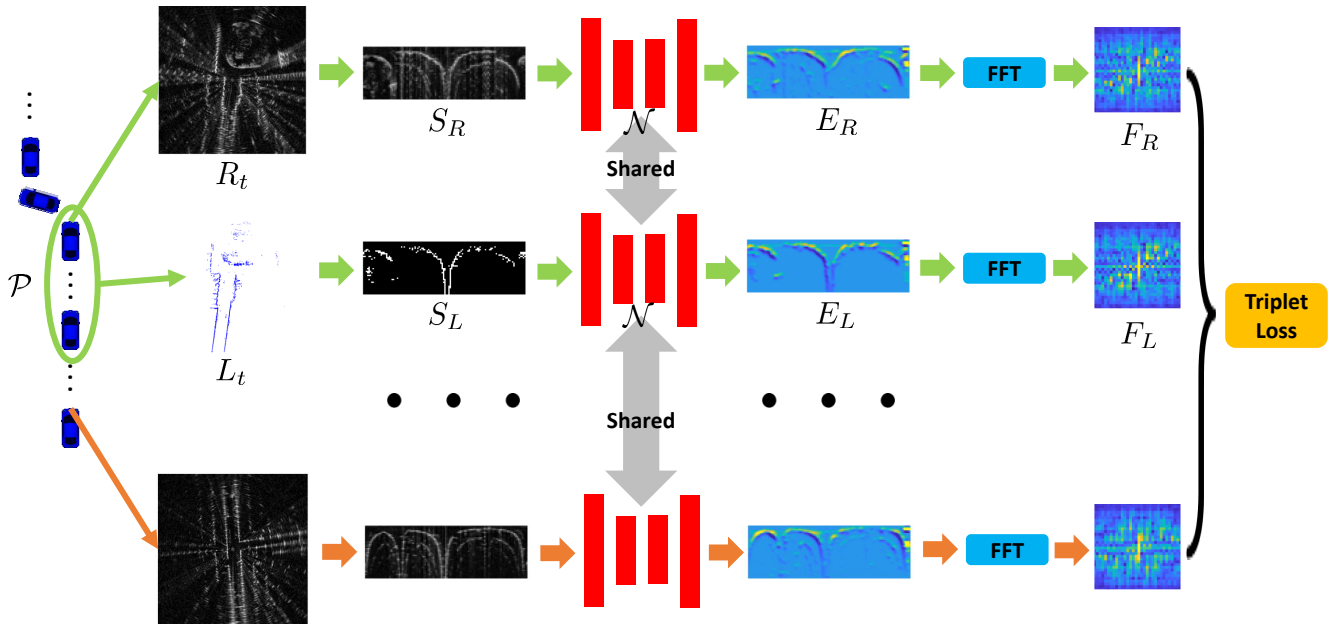 FFT
R_t
S_R
𝒩
E_R
F_R
Shared
𝒫
FFT
L_t
S_L
𝒩
E_L
F_L
Triplet
Loss
Shared
FFT